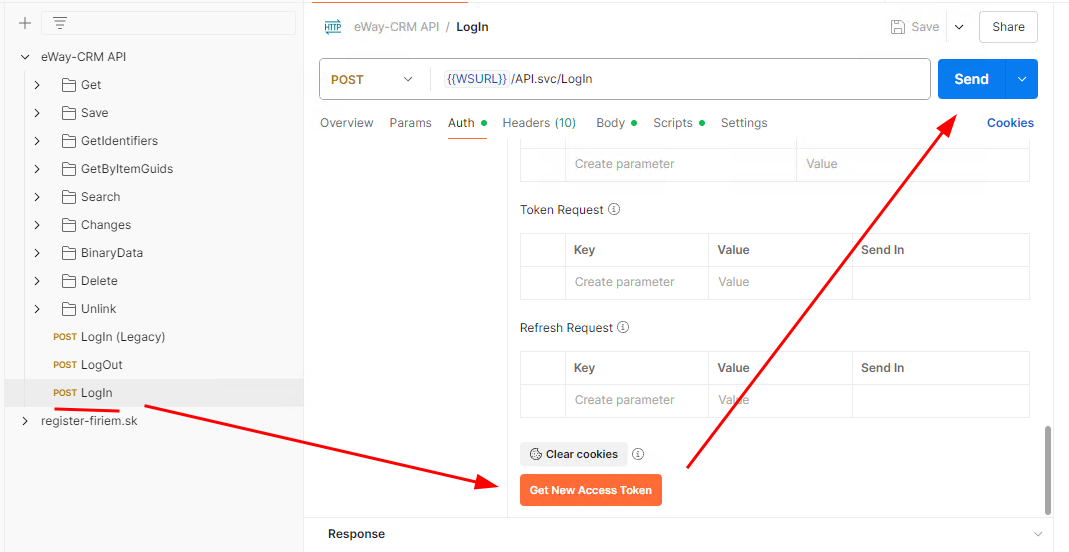 eWay-CRM API
Get
Save
GetIdentifiers
GetByItemGuids
Search
Changes
BinaryData
Delete
Unlink
POST LogIn (Legacy)
POST LogOut
POST LogIn
register-firiem.sk
HTTP eWay-CRM API / LogIn Save Share
POST {{WSURL}} /API.svc/LogIn Send
Overview Params Auth Headers (10) Body Scripts Settings Cookies
Create parameter Value
Token Request
Key Value Send In
Create parameter Value
Refresh Request
Key Value Send In
Create parameter Value
Clear cookies
Get New Access Token
Response